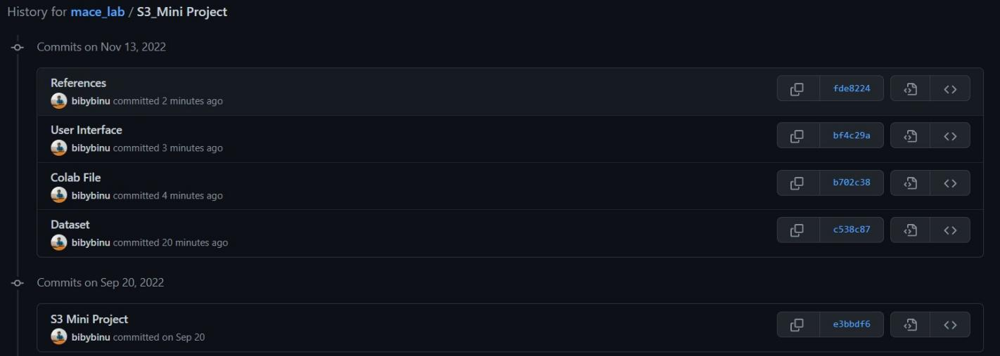 History for mace_lab / S3_Mini Project
Commits on Nov 13, 2022
References
fde8224
bibybinu committed 2 minutes ago
User Interface
bf4c29a
bibybinu committed 3 minutes ago
Colab File
b702c38
bibybinu committed 4 minutes ago
Dataset
c538c87
bibybinu committed 20 minutes ago
Commits on Sep 20, 2022
S3 Mini Project
e3bbdf6
bibybinu committed on Sep 20